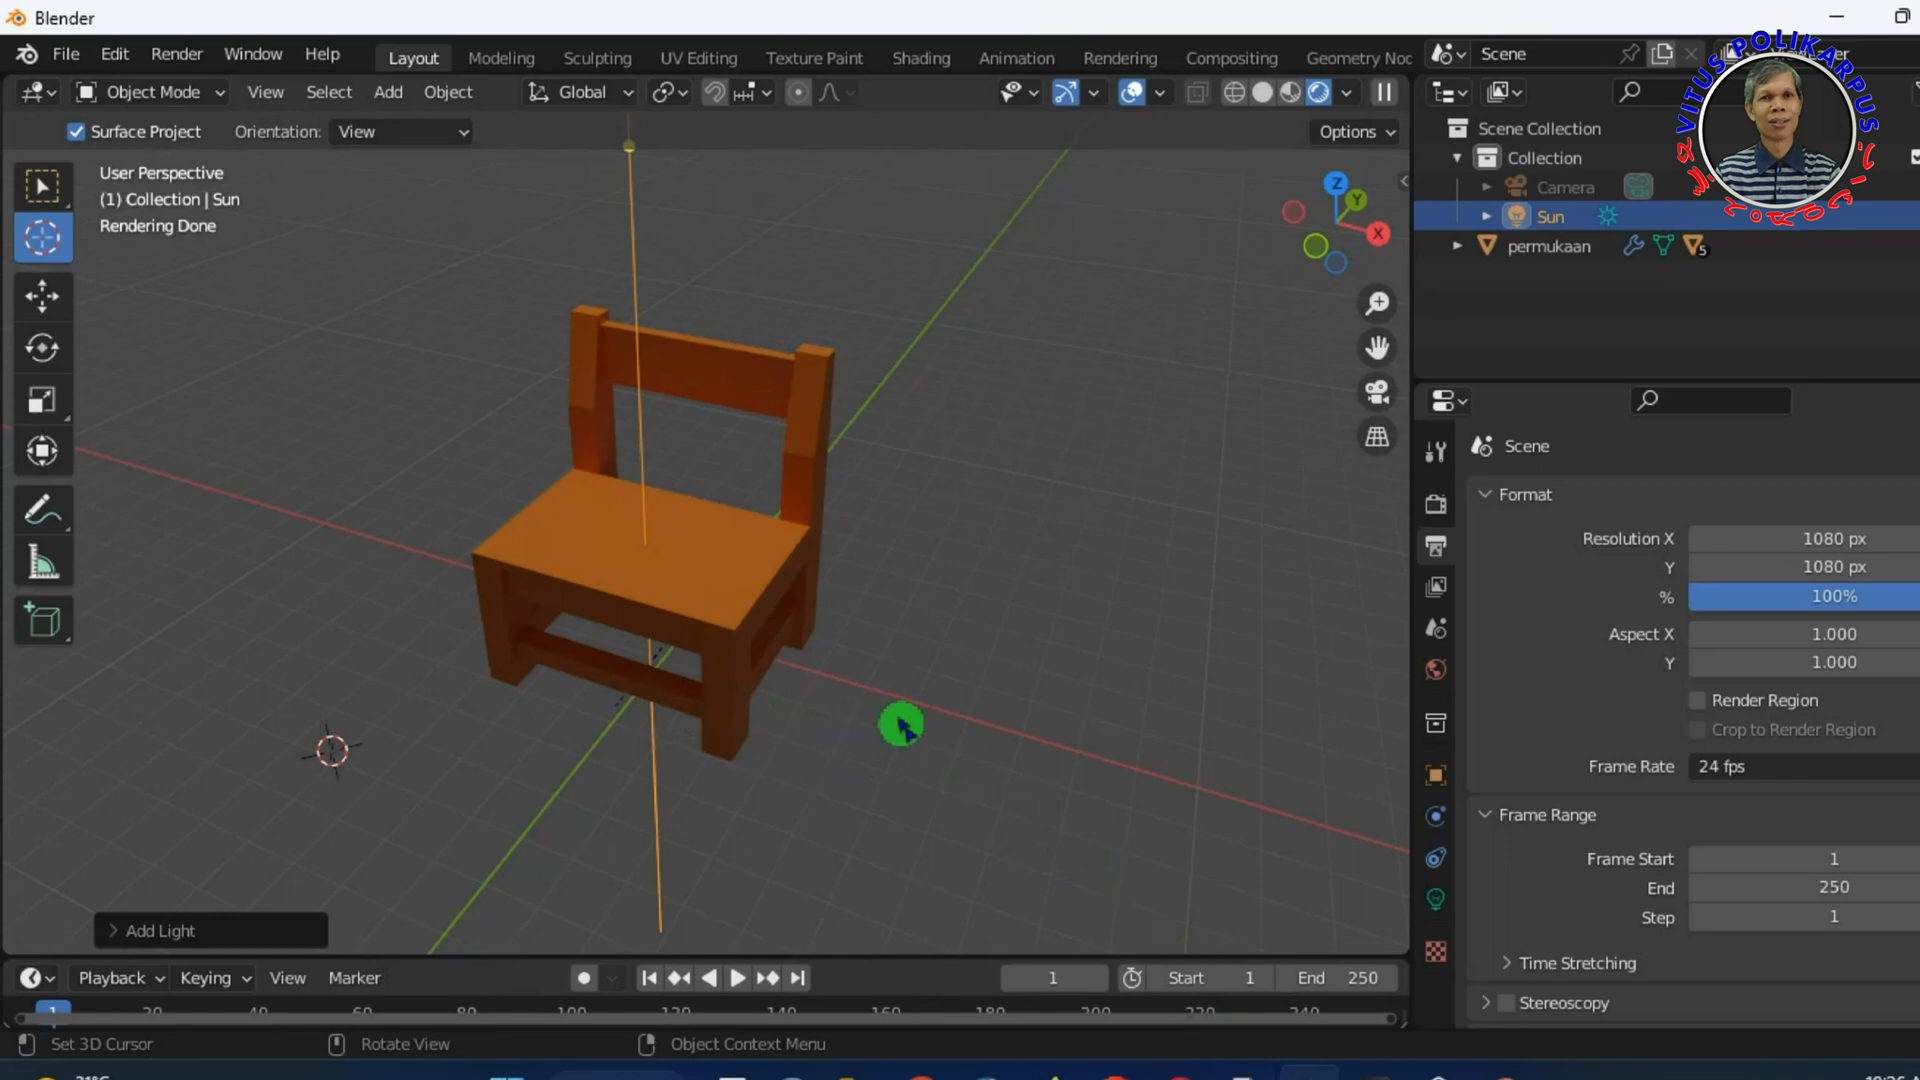 Blender
File Edit Render Window Help Layout Modeling Sculpting UV Editing Texture Paint Shading Animation Rendering Compositing Geometry Noc Scene
Object Mode View Select Add Object Global
Surface Project Orientation: View Options
User Perspective
(1) Collection | Sun
Rendering Done
Z
Y
X
Scene Collection
Collection
Camera
Sun
permukaan 5
VITUS POLIKARPUS
Scene
Format
Resolution X 1080 px
Y 1080 px
% 100%
Aspect X 1.000
Y 1.000
Render Region
Crop to Render Region
Frame Rate 24 fps
Frame Range
Frame Start 1
End 250
Step 1
Time Stretching
Stereoscopy
Add Light
Playback Keying View Marker 1 Start 1 End 250
1
Set 3D Cursor Rotate View Object Context Menu